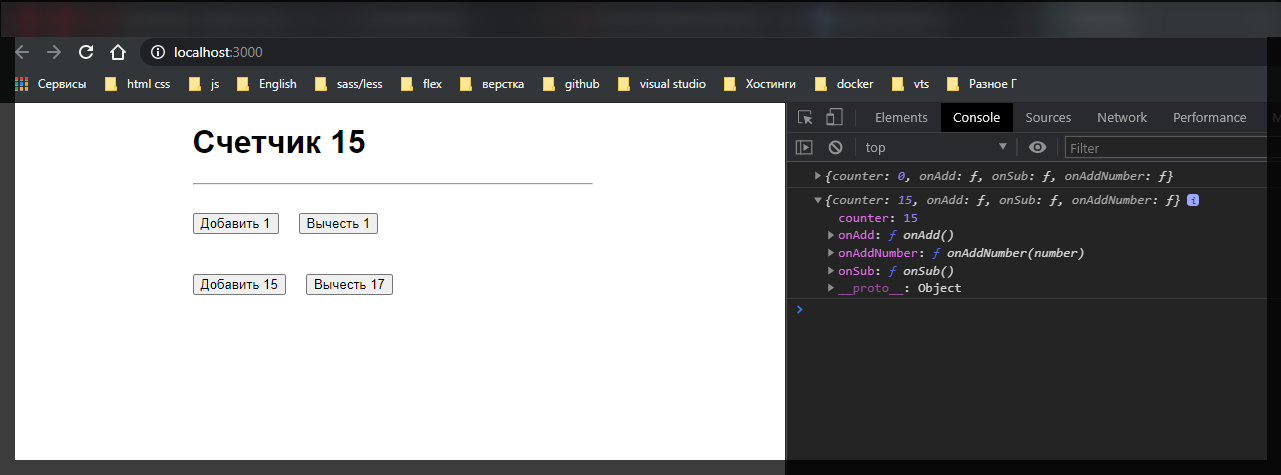 localhost:3000
Сервисы html css js English sass/less flex верстка github visual studio Хостинги docker vts Разное Г
Счетчик 15
Добавить 1 Вычесть 1
Добавить 15 Вычесть 17
Elements Console Sources Network Performance
top Filter
{counter: 0, onAdd: ƒ, onSub: ƒ, onAddNumber: ƒ}
{counter: 15, onAdd: ƒ, onSub: ƒ, onAddNumber: ƒ} i
counter: 15
onAdd: ƒ onAdd()
onAddNumber: ƒ onAddNumber(number)
onSub: ƒ onSub()
__proto__: Object